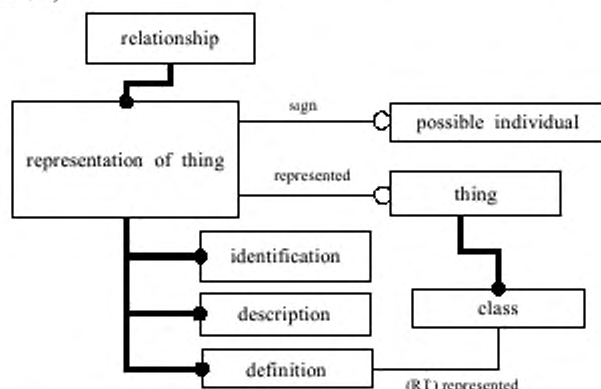 relationship
sign
possible individual
representation of thing
represented
thing
identification
description
class
definition
(RT) represented